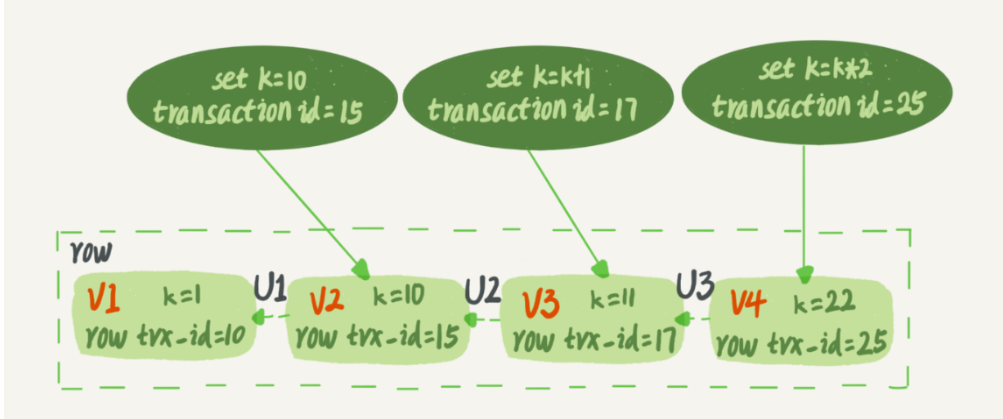 set k=10
transaction id=15
set k=k+1
transaction id=17
set k=k*2
transaction id=25
row
V1 k=1
row trx-id=10
U1
V2 k=10
row trx-id=15
U2
V3 k=11
row trx-id=17
U3
V4 k=22
row trx-id=25